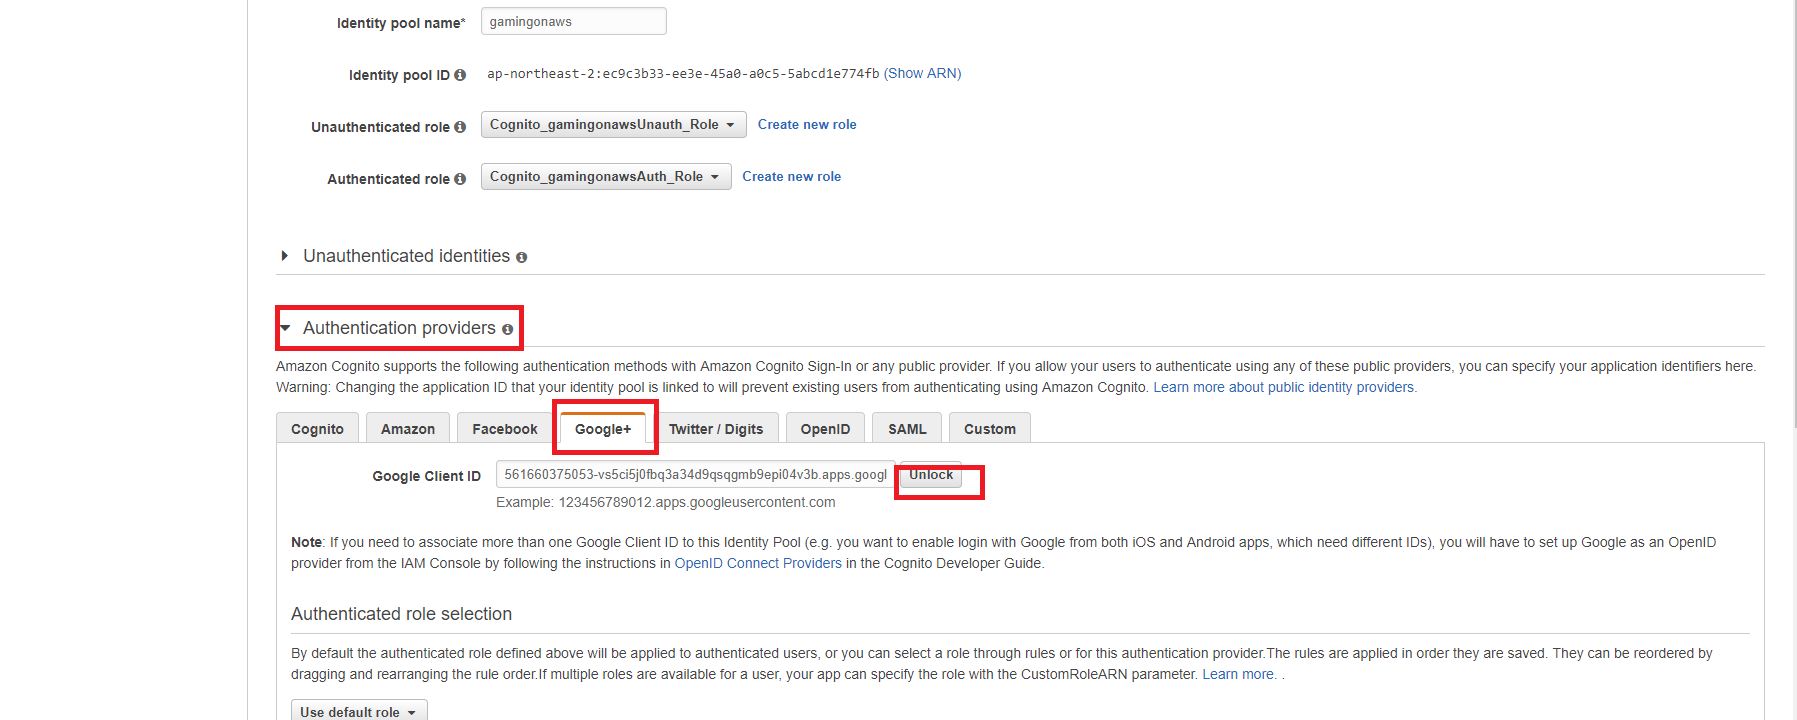 Identity pool name* gamingonaws
Identity pool ID ap-northeast-2:ec9c3b33-ee3e-45a0-a0c5-5abcd1e774fb (Show ARN)
Unauthenticated role Cognito_gamingonawsUnauth_Role Create new role
Authenticated role Cognito_gamingonawsAuth_Role Create new role
Unauthenticated identities
Authentication providers
Amazon Cognito supports the following authentication methods with Amazon Cognito Sign-In or any public provider. If you allow your users to authenticate using any of these public providers, you can specify your application identifiers here.
Warning: Changing the application ID that your identity pool is linked to will prevent existing users from authenticating using Amazon Cognito. Learn more about public identity providers.
Cognito Amazon Facebook Google+ Twitter / Digits OpenID SAML Custom
Google Client ID 561660375053-vs5ci5j0fbq3a34d9qsqgmb9epi04v3b.apps.googl Unlock
Example: 123456789012.apps.googleusercontent.com
Note: If you need to associate more than one Google Client ID to this Identity Pool (e.g. you want to enable login with Google from both iOS and Android apps, which need different IDs), you will have to set up Google as an OpenID
provider from the IAM Console by following the instructions in OpenID Connect Providers in the Cognito Developer Guide.
Authenticated role selection
By default the authenticated role defined above will be applied to authenticated users, or you can select a role through rules or for this authentication provider.The rules are applied in order they are saved. They can be reordered by
dragging and rearranging the rule order.If multiple roles are available for a user, your app can specify the role with the CustomRoleARN parameter. Learn more. .
Use default role